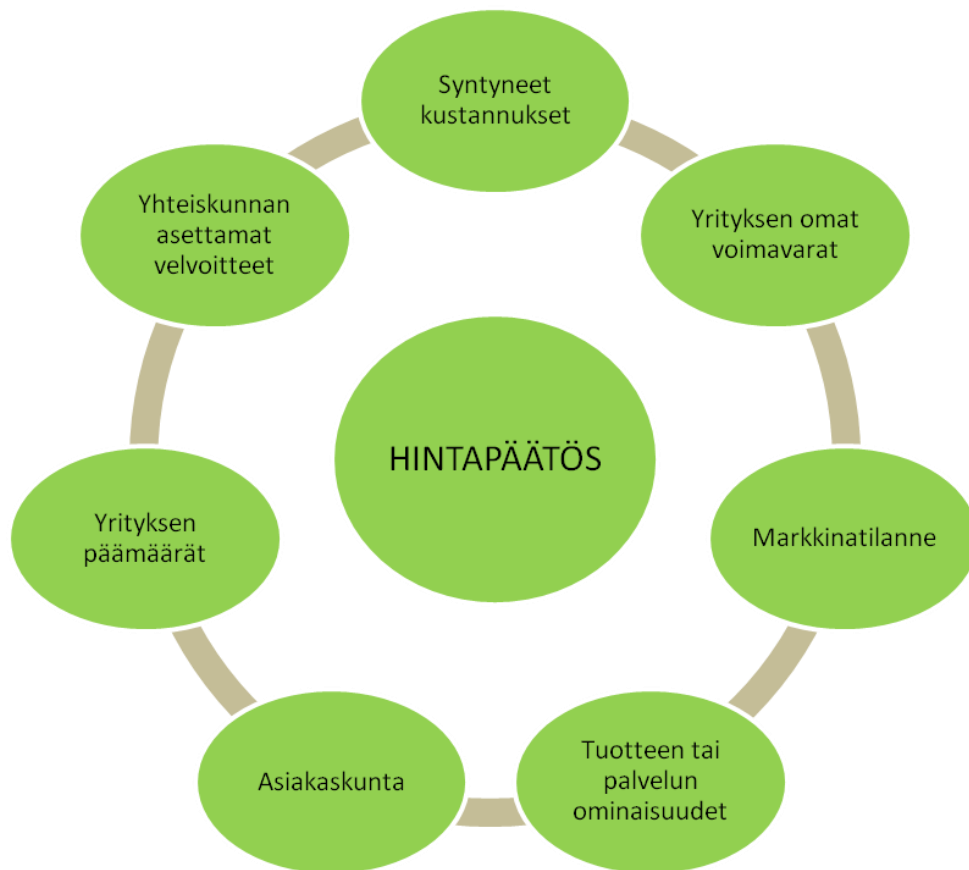 Syntyneet
kustannukset
Yrityksen omat
voimavarat
Markkinatilanne
Tuotteen tai
palvelun
ominaisuudet
Asiakaskunta
Yrityksen
päämäärät
Yhteiskunnan
asettamat
velvoitteet
HINTAPÄÄTÖS